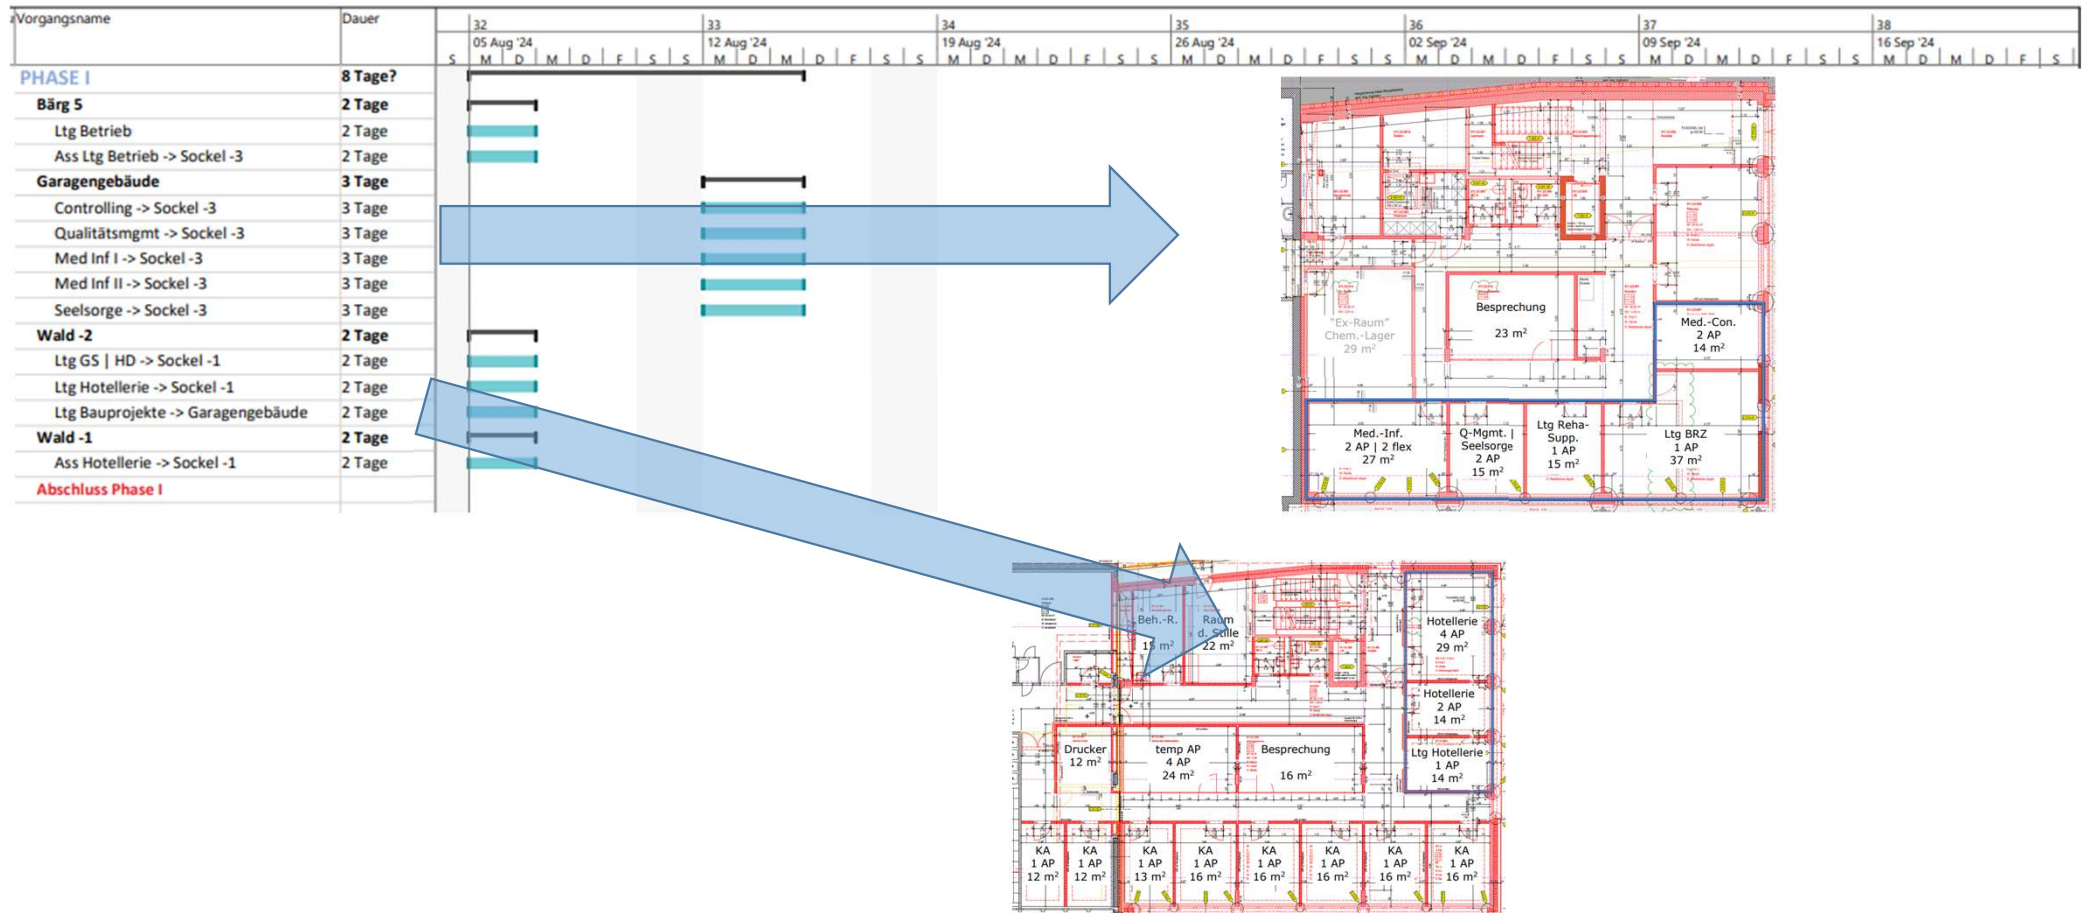 Vorgangsname Dauer
32 33 34 35 36 37 38
05 Aug '24 12 Aug '24 19 Aug '24 26 Aug '24 02 Sep '24 09 Sep '24 16 Sep '24
S M D M D F S S M D M D F S S M D M D F S S M D M D F S S M D M D F S S M D M D F S S M D M D F S
PHASE I 8 Tage?
Bärg 5 2 Tage
Ltg Betrieb 2 Tage
Ass Ltg Betrieb -> Sockel -3 2 Tage
Garagengebäude 3 Tage
Controlling -> Sockel -3 3 Tage
Qualitätsmgmt -> Sockel -3 3 Tage
Med Inf I -> Sockel -3 3 Tage
Med Inf II -> Sockel -3 3 Tage
Seelsorge -> Sockel -3 3 Tage
Wald -2 2 Tage
Ltg GS | HD -> Sockel -1 2 Tage
Ltg Hotellerie -> Sockel -1 2 Tage
Ltg Bauprojekte -> Garagengebäude 2 Tage
Wald -1 2 Tage
Ass Hotellerie -> Sockel -1 2 Tage
Abschluss Phase I
"Ex-Raum"
Chem.-Lager
29 m²
Besprechung
23 m²
Med.-Con.
2 AP
14 m²
Med.-Inf.
2 AP | 2 flex
27 m²
Q-Mgmt. |
Seelsorge
2 AP
15 m²
Ltg Reha-
Supp.
1 AP
15 m²
Ltg BRZ
1 AP
37 m²
Beh.-R.
15 m²
Raum
d. Stille
22 m²
Hotellerie
4 AP
29 m²
Hotellerie
2 AP
14 m²
Ltg Hotellerie
1 AP
14 m²
Drucker
12 m²
temp AP
4 AP
24 m²
Besprechung
16 m²
KA
1 AP
12 m²
KA
1 AP
12 m²
KA
1 AP
13 m²
KA
1 AP
16 m²
KA
1 AP
16 m²
KA
1 AP
16 m²
KA
1 AP
16 m²
KA
1 AP
16 m²